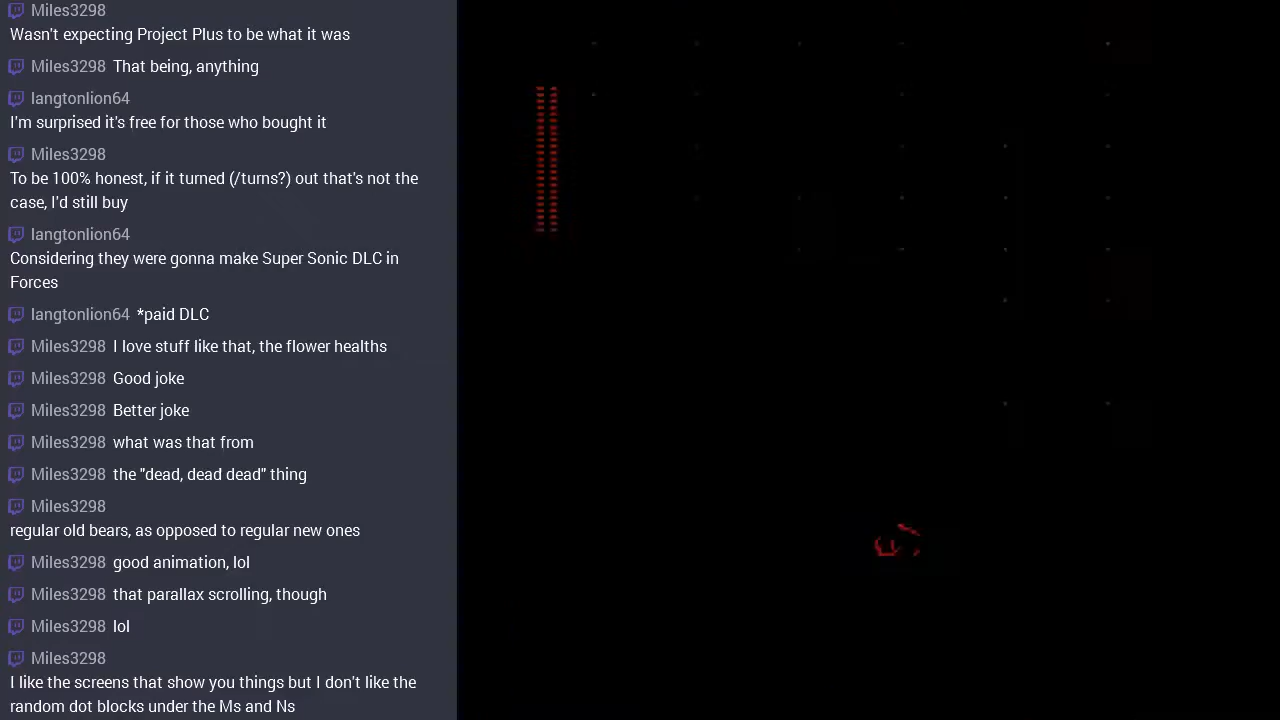 Miles3298
Wasn't expecting Project Plus to be what it was
Miles3298 That being, anything
langtonlion64
I'm surprised it's free for those who bought it
Miles3298
To be 100% honest, if it turned (/turns?) out that's not the
case, I'd still buy
langtonlion64
Considering they were gonna make Super Sonic DLC in
Forces
langtonlion64 *paid DLC
Miles3298 I love stuff like that, the flower healths
Miles3298 Good joke
Miles3298 Better joke
Miles3298 what was that from
Miles3298 the "dead, dead dead" thing
Miles3298
regular old bears, as opposed to regular new ones
Miles3298 good animation, lol
Miles3298 that parallax scrolling, though
Miles3298 lol
Miles3298
I like the screens that show you things but I don't like the
random dot blocks under the Ms and Ns